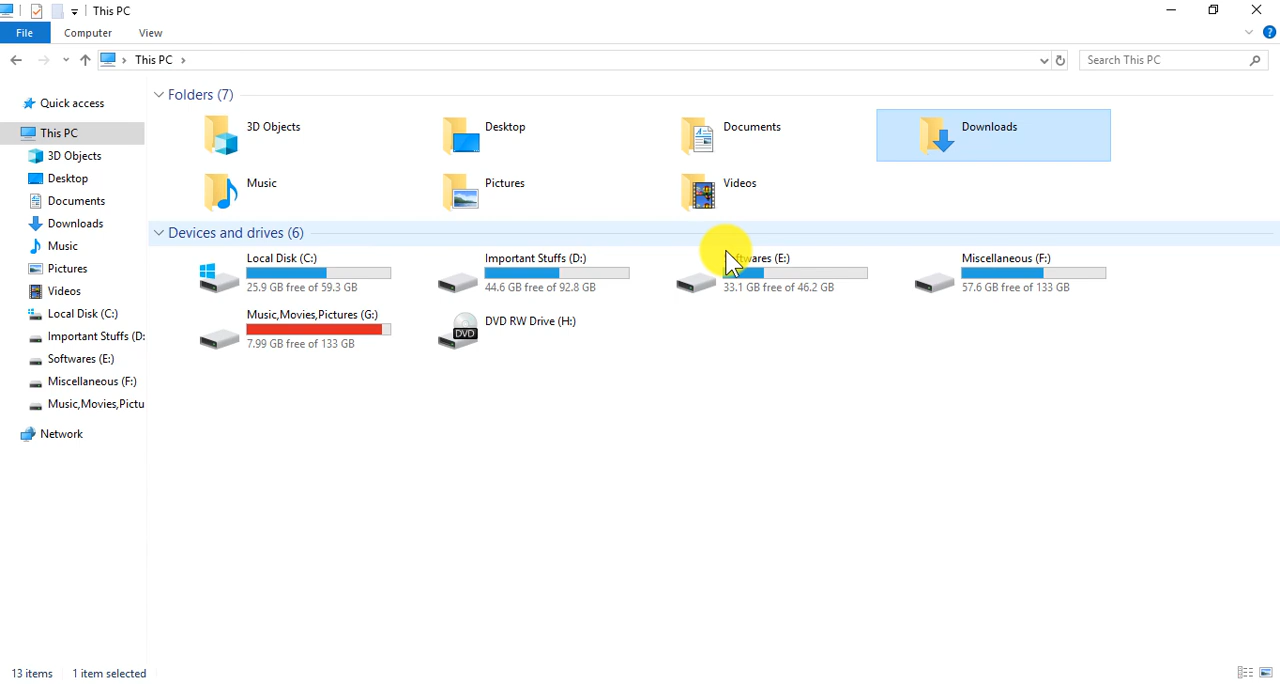 This PC
File Computer View
This PC
Search This PC
Quick access
This PC
3D Objects
Desktop
Documents
Downloads
Music
Pictures
Videos
Local Disk (C:)
Important Stuffs (D:
Softwares (E:)
Miscellaneous (F:)
Music,Movies,Pictu
Network
Folders (7)
3D Objects
Desktop
Documents
Downloads
Music
Pictures
Videos
Devices and drives (6)
Local Disk (C:)
25.9 GB free of 59.3 GB
Important Stuffs (D:)
44.6 GB free of 92.8 GB
Softwares (E:)
33.1 GB free of 46.2 GB
Miscellaneous (F:)
57.6 GB free of 133 GB
Music,Movies,Pictures (G:)
7.99 GB free of 133 GB
DVD
DVD RW Drive (H:)
13 items 1 item selected